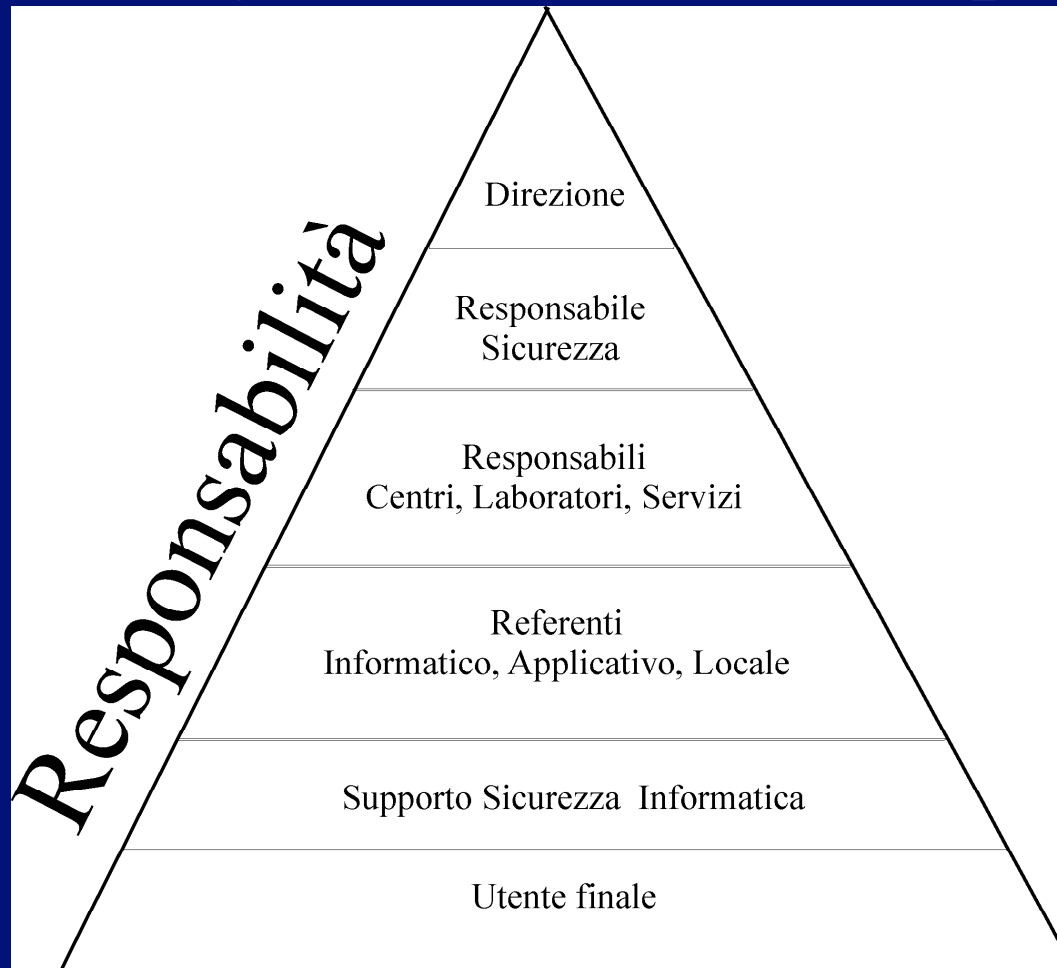 Responsabilità
Direzione
Responsabile
Sicurezza
Responsabili
Centri, Laboratori, Servizi
Referenti
Informatico, Applicativo, Locale
Supporto Sicurezza Informatica
Utente finale